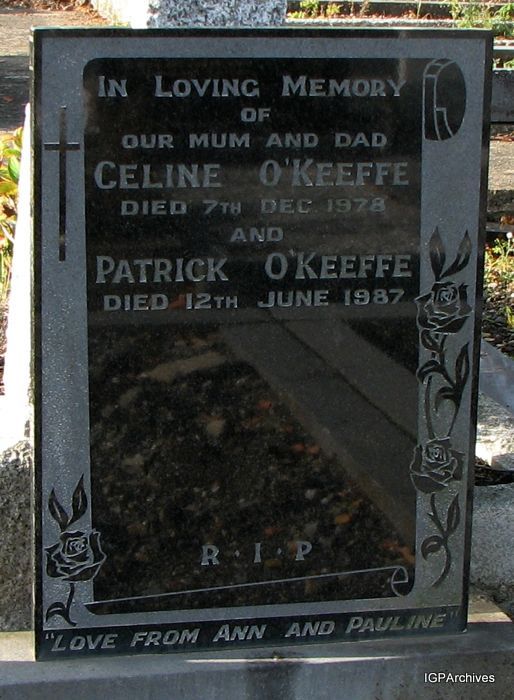 In Loving Memory
OF
OUR MUM AND DAD
CELINE O'KEEFFE
DIED 7TH DEC 1978
AND
PATRICK O'KEEFFE
DIED 12TH JUNE 1987
R · I · P
"LOVE FROM ANN AND PAULINE"
IGPArchives